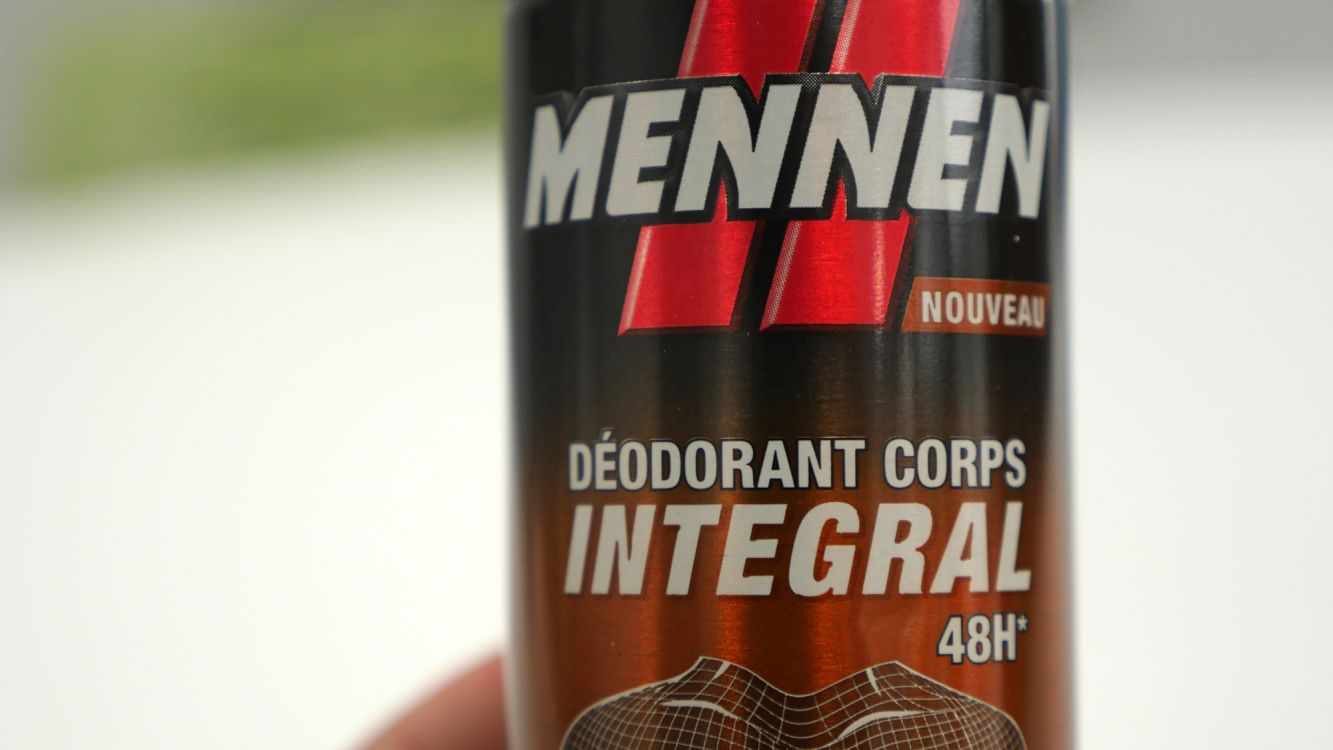 MENNEN
NOUVEAU
DÉODORANT CORPS
INTEGRAL
48H*